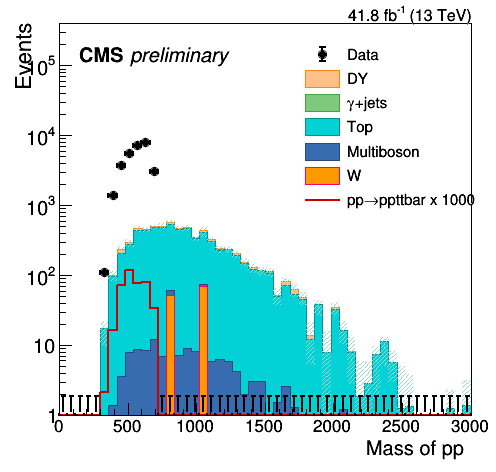 41.8 fb⁻¹ (13 TeV)
Events
CMS preliminary
Data
DY
γ+jets
Top
Multiboson
W
pp→ppttbar x 1000
10⁵
10⁴
10³
10²
10
1
0 500 1000 1500 2000 2500 3000
Mass of pp